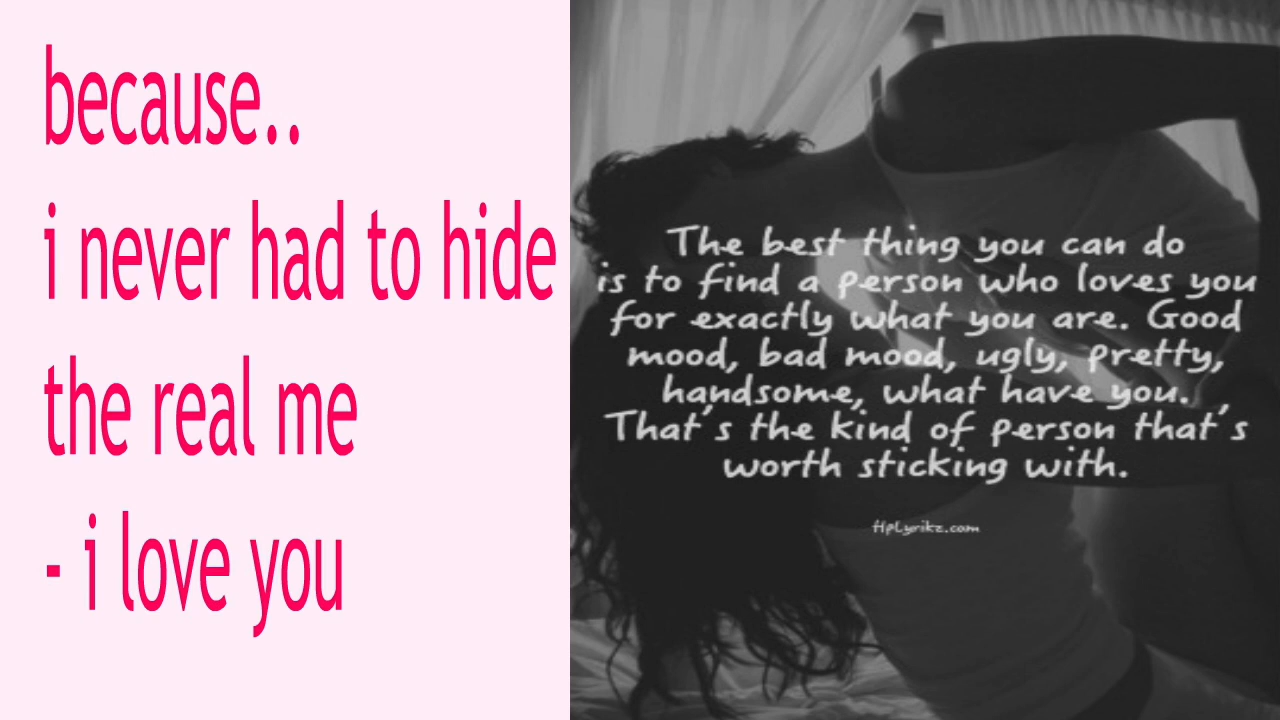 because..
i never had to hide
the real me
- i love you
The best thing you can do
is to find a person who loves you
for exactly what you are. Good
mood, bad mood, ugly, pretty,
handsome, what have you.
That's the kind of person that's
worth sticking with.
HpLyrikz.com